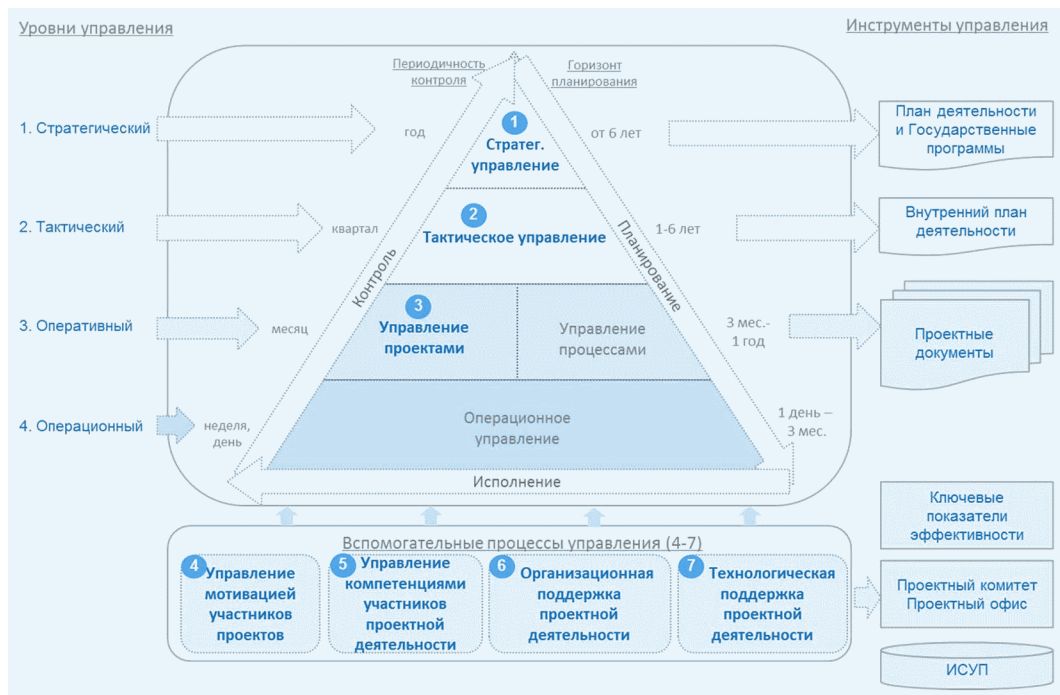 Уровни управления
Инструменты управления
Периодичность
контроля
Горизонт
планирования
1. Стратегический
год
1
Стратег.
управление
от 6 лет
План деятельности
и Государственные
программы
2. Тактический
квартал
2
Тактическое управление
1-6 лет
Внутренний план
деятельности
Контроль
Планирование
3. Оперативный
месяц
3
Управление
проектами
Управление
процессами
3 мес.-
1 год
Проектные
документы
4. Операционный
неделя,
день
Операционное
управление
1 день –
3 мес.
Исполнение
Вспомогательные процессы управления (4-7)
4
Управление
мотивацией
участников
проектов
5
Управление
компетенциями
участников
проектной
деятельности
6
Организационная
поддержка
проектной
деятельности
7
Технологическая
поддержка
проектной
деятельности
Ключевые
показатели
эффективности
Проектный комитет
Проектный офис
ИСУП